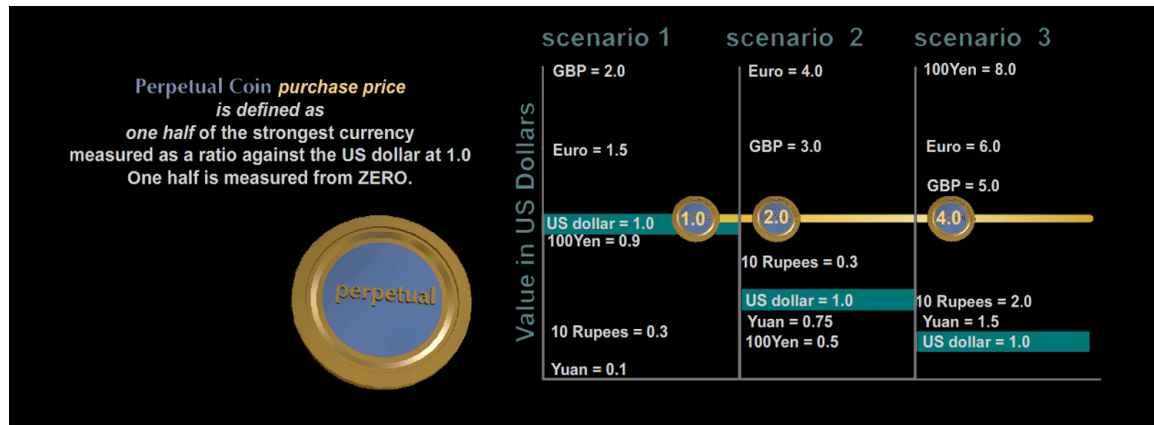 Perpetual Coin purchase price
is defined as
one half of the strongest currency
measured as a ratio against the US dollar at 1.0
One half is measured from ZERO.
perpetual
Value in US Dollars
scenario 1
GBP = 2.0
Euro = 1.5
US dollar = 1.0
1.0
100Yen = 0.9
10 Rupees = 0.3
Yuan = 0.1
scenario 2
Euro = 4.0
GBP = 3.0
2.0
10 Rupees = 0.3
US dollar = 1.0
Yuan = 0.75
100Yen = 0.5
scenario 3
100Yen = 8.0
Euro = 6.0
GBP = 5.0
4.0
10 Rupees = 2.0
Yuan = 1.5
US dollar = 1.0